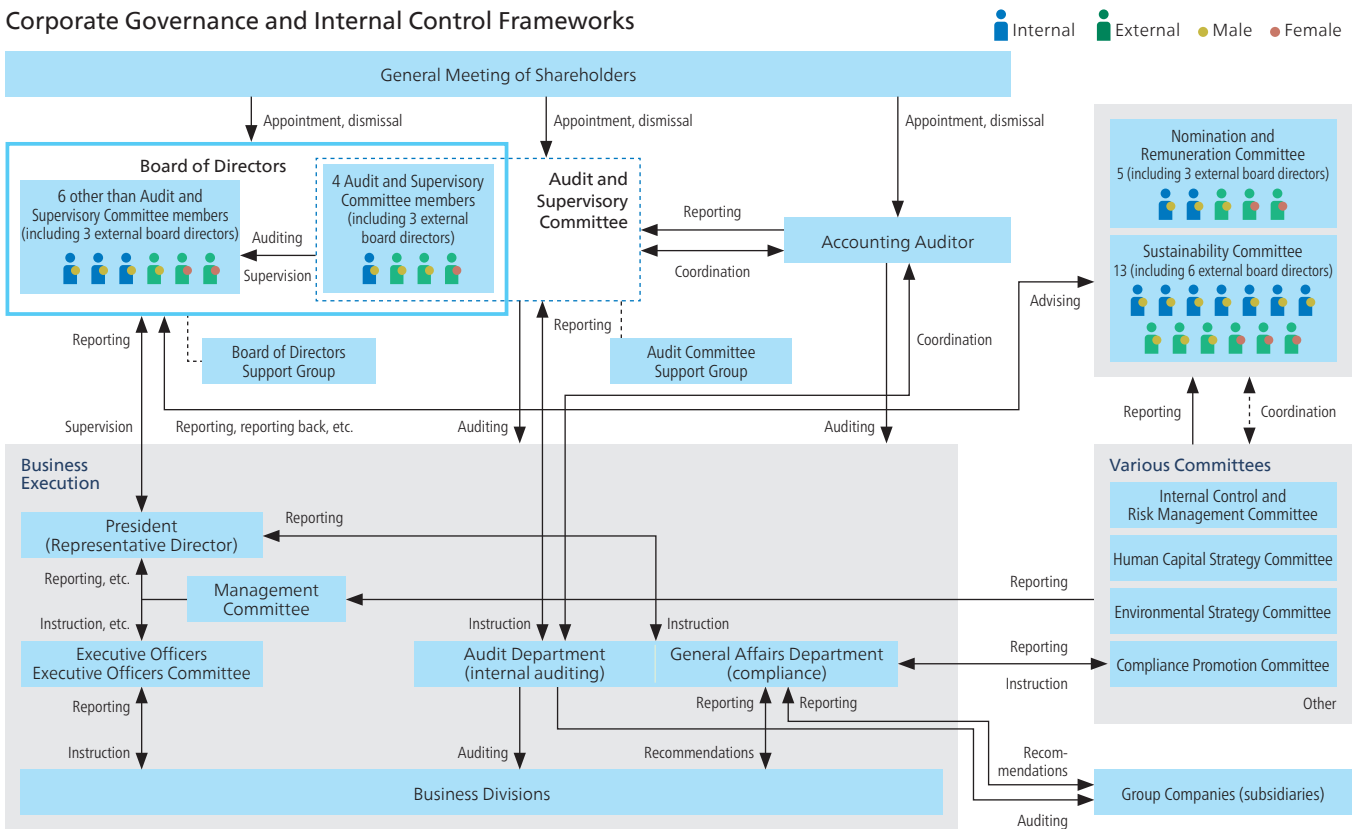 Corporate Governance and Internal Control Frameworks
Internal
External
Male
Female
General Meeting of Shareholders
Appointment, dismissal
Appointment, dismissal
Appointment, dismissal
Board of Directors
6 other than Audit and
Supervisory Committee members
(including 3 external board directors)
Auditing
Supervision
4 Audit and Supervisory
Committee members
(including 3 external
board directors)
Audit and
Supervisory
Committee
Reporting
Coordination
Accounting Auditor
Nomination and
Remuneration Committee
5 (including 3 external board directors)
Sustainability Committee
13 (including 6 external board directors)
Advising
Reporting
Board of Directors
Support Group
Reporting
Audit Committee
Support Group
Coordination
Supervision
Reporting, reporting back, etc.
Auditing
Auditing
Reporting
Coordination
Business
Execution
President
(Representative Director)
Reporting
Reporting, etc.
Management
Committee
Instruction, etc.
Executive Officers
Executive Officers Committee
Instruction
Instruction
Audit Department
(internal auditing)
General Affairs Department
(compliance)
Reporting
Various Committees
Internal Control and
Risk Management Committee
Human Capital Strategy Committee
Environmental Strategy Committee
Compliance Promotion Committee
Other
Reporting
Instruction
Reporting
Instruction
Auditing
Reporting
Reporting
Recommendations
Business Divisions
Recom-
mendations
Group Companies (subsidiaries)
Auditing